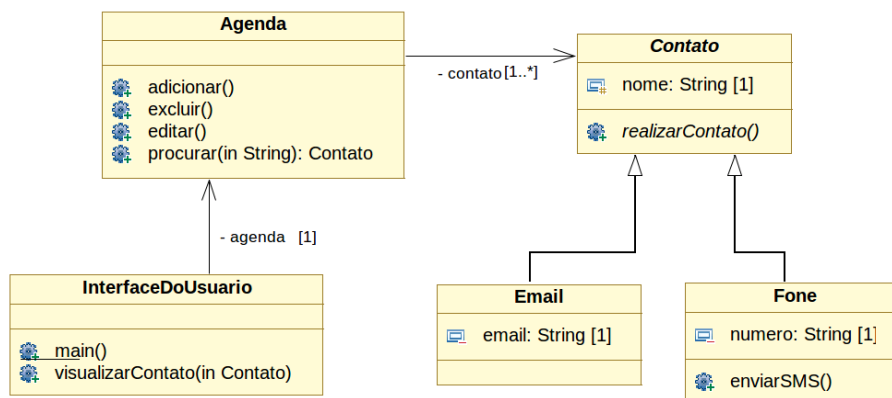 Agenda
adicionar()
excluir()
editar()
procurar(in String): Contato
- contato [1..*]
Contato
nome: String [1]
realizarContato()
- agenda [1]
InterfaceDoUsuario
main()
visualizarContato(in Contato)
Email
email: String [1]
Fone
numero: String [1]
enviarSMS()